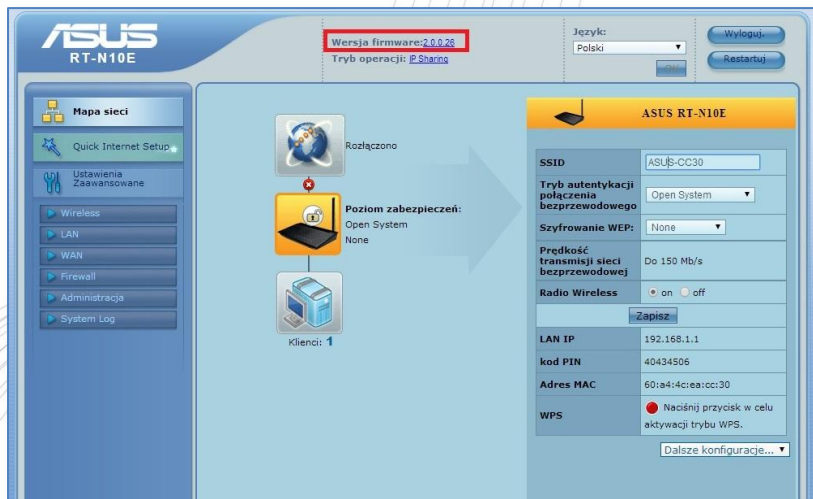 ASUS
RT-N10E
Wersja firmware:2.0.0.26
Tryb operacji: IP Sharing
Język:
Polski
Wyloguj.
Restartuj
Mapa sieci
Quick Internet Setup
Ustawienia
Zaawansowane
Wireless
LAN
WAN
Firewall
Administracja
System Log
Rozłączono
Poziom zabezpieczeń:
Open System
None
Klienci: 1
ASUS RT-N10E
SSID ASUS-CC30
Tryb autentykacji
połączenia
bezprzewodowego
Open System
Szyfrowanie WEP: None
Prędkość
transmisji sieci
bezprzewodowej
Do 150 Mb/s
Radio Wireless on off
Zapisz
LAN IP 192.168.1.1
kod PIN 40434506
Adres MAC 60:a4:4c:ea:cc:30
WPS
Naciśnij przycisk w celu
aktywacji trybu WPS.
Dalsze konfiguracje...